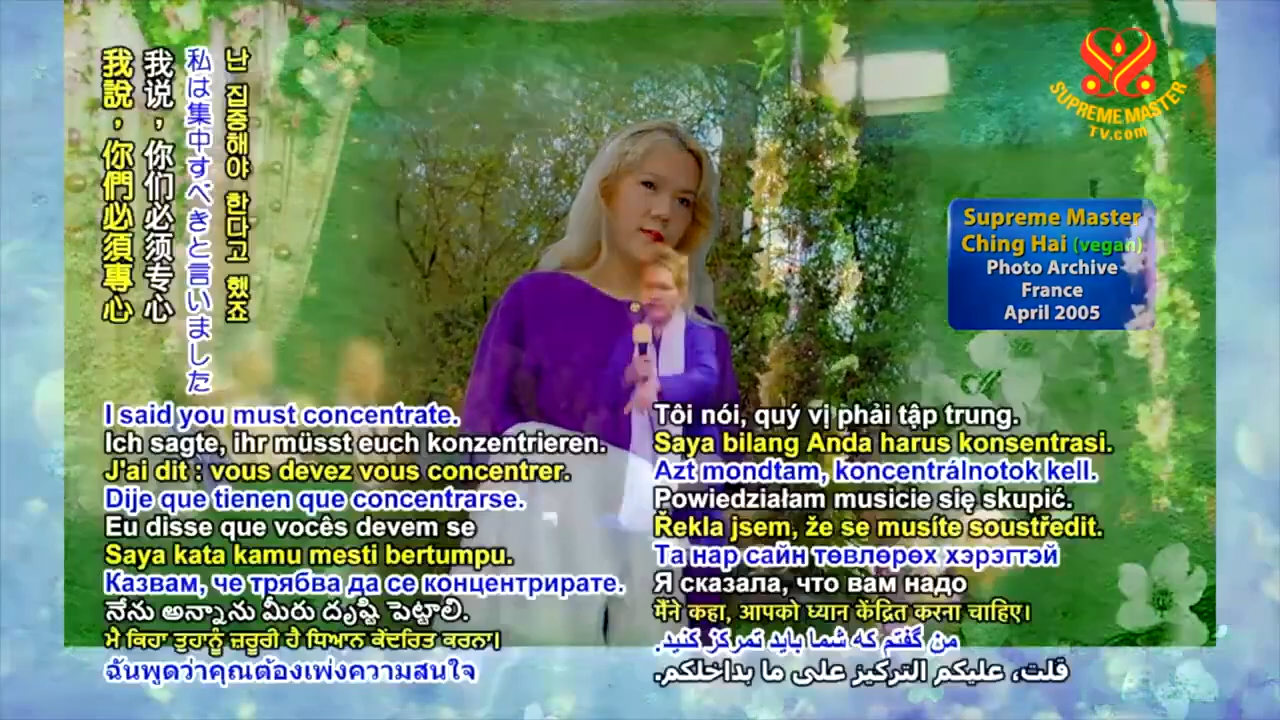 我說，你們必須專心
我说，你们必须专心
私は集中すべきと言いました
난 집중해야 한다고 했죠
SUPREME MASTER
TV.com
Supreme Master
Ching Hai (vegan)
Photo Archive
France
April 2005
I said you must concentrate.
Ich sagte, ihr müsst euch konzentrieren.
J'ai dit : vous devez vous concentrer.
Dije que tienen que concentrarse.
Eu disse que vocês devem se
Saya kata kamu mesti bertumpu.
Казвам, че трябва да се концентрирате.
నేను అన్నాను మీరు దృష్టి పెట్టాలి.
ਮੈ ਕਿਹਾ ਤੁਹਾਨੂੰ ਜ਼ਰੂਰੀ ਹੈ ਧਿਆਨ ਕੇਂਦਰਿਤ ਕਰਨਾ।
ฉันพูดว่าคุณต้องเพ่งความสนใจ
Tôi nói, quý vị phải tập trung.
Saya bilang Anda harus konsentrasi.
Azt mondtam, koncentrálnotok kell.
Powiedziałam musicie się skupić.
Řekla jsem, že se musíte soustředit.
Та нар сайн төвлөрөх хэрэгтэй
Я сказала, что вам надо
मैंने कहा, आपको ध्यान केंद्रित करना चाहिए।
من گفتم که شما باید تمرکز کنید.
قلت، عليكم التركيز على ما بداخلكم.